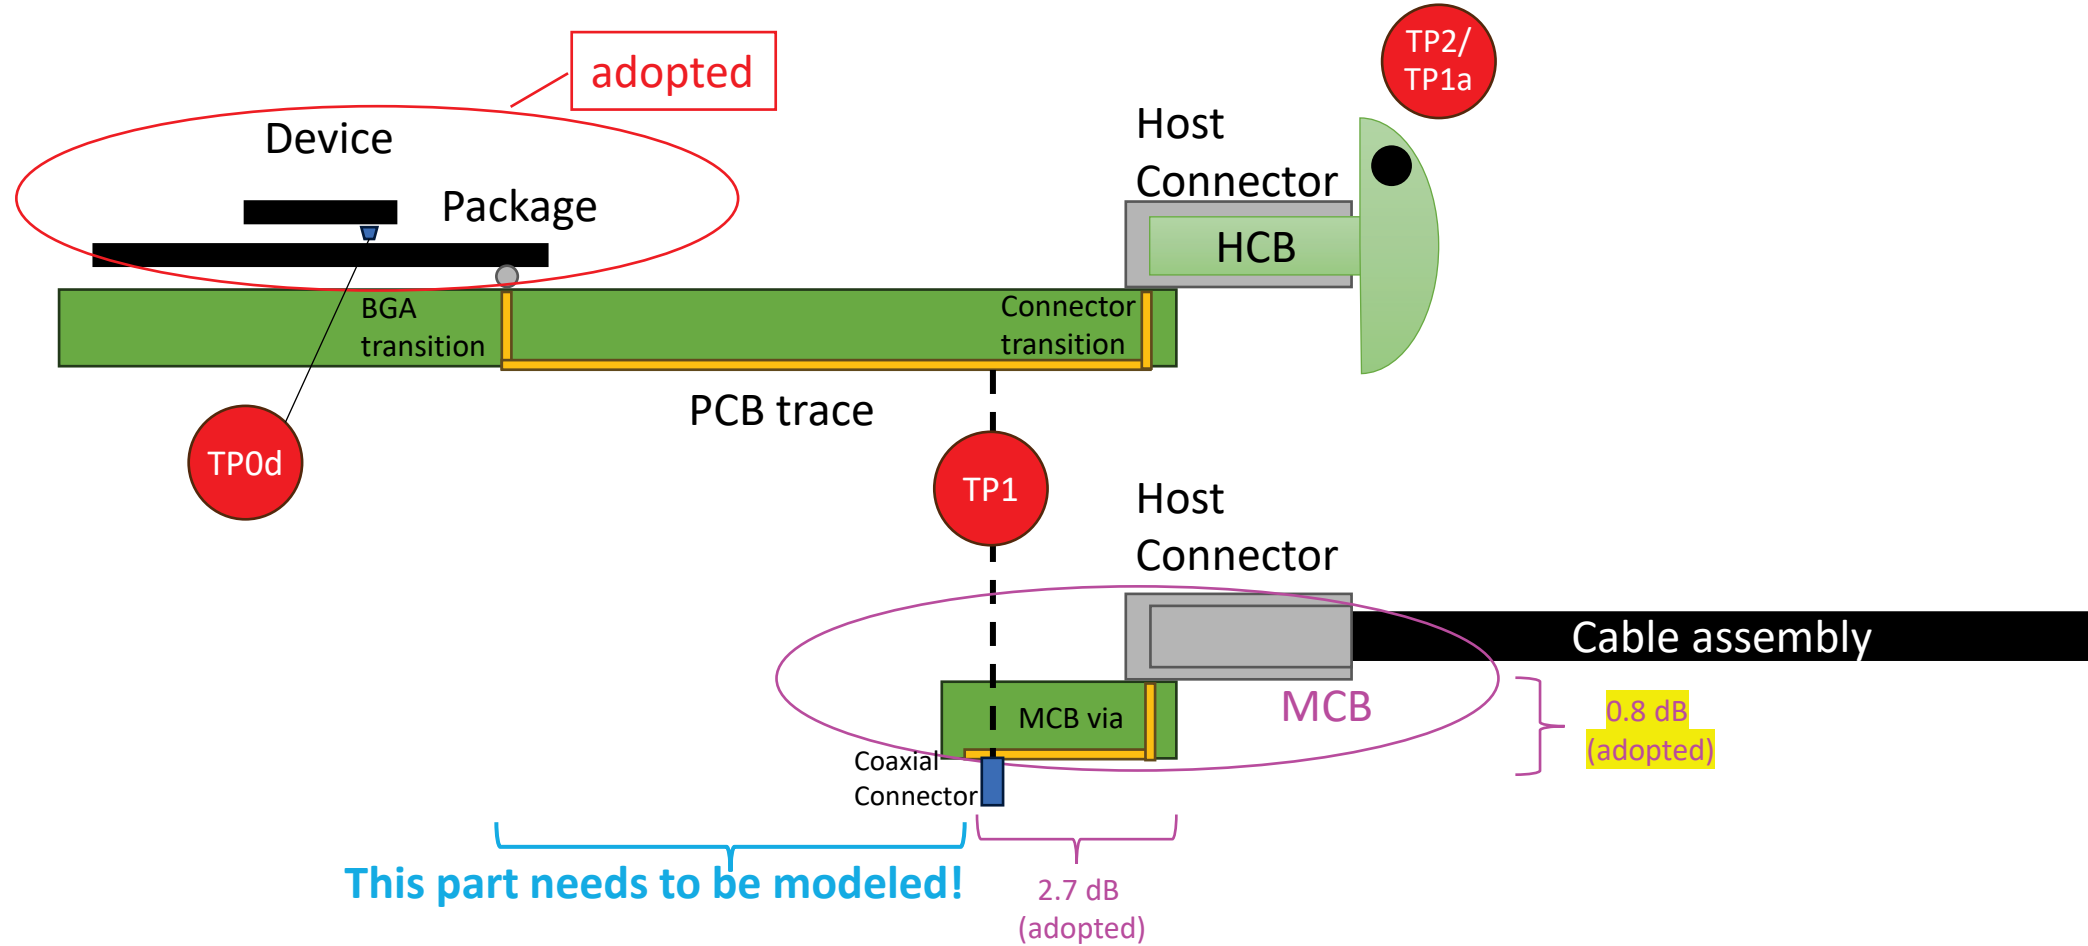 adopted
TP2/
TP1a
Device
Package
Host
Connector
HCB
BGA
transition
Connector
transition
PCB trace
TP0d
TP1
Host
Connector
Cable assembly
MCB via
MCB
0.8 dB
(adopted)
Coaxial
Connector
This part needs to be modeled!
2.7 dB
(adopted)